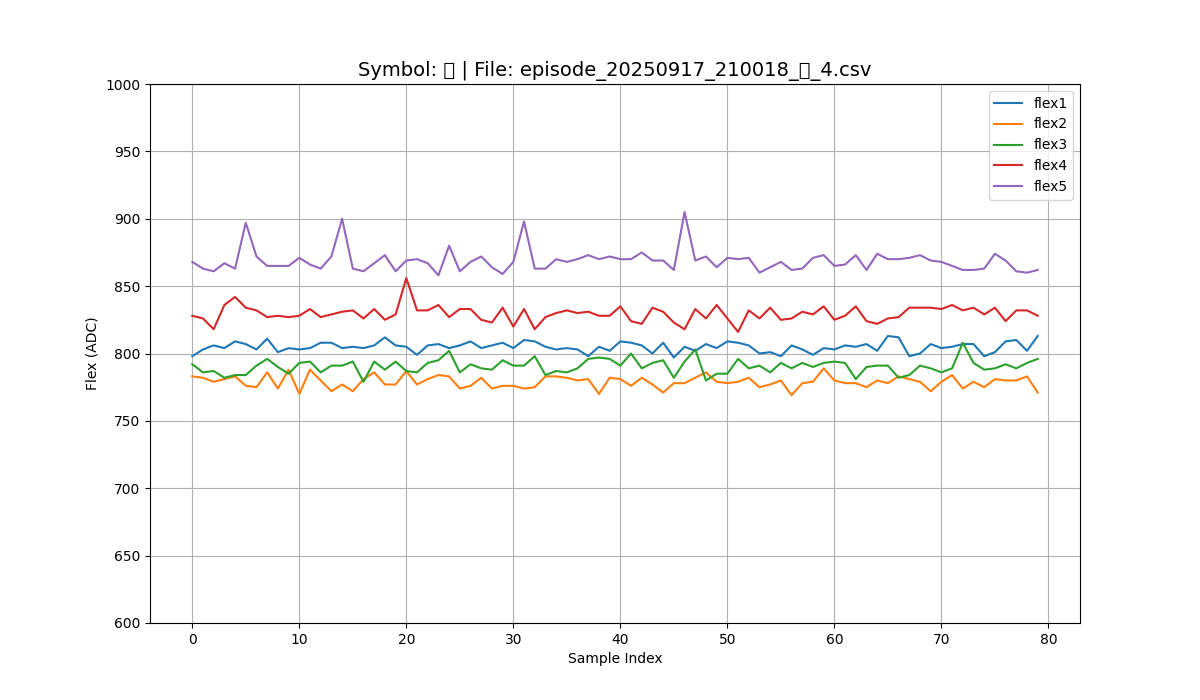 Symbol: | File: episode_20250917_210018_ _4.csv
1000
950
900
850
800
750
700
650
600
Flex (ADC)
flex1
flex2
flex3
flex4
flex5
0 10 20 30 40 50 60 70 80
Sample Index